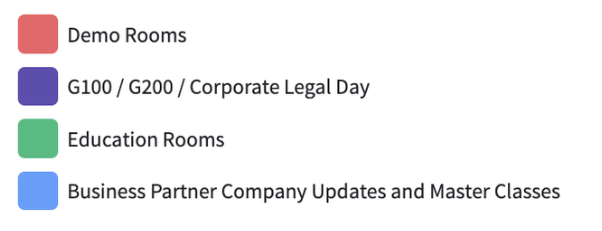 Demo Rooms
G100 / G200 / Corporate Legal Day
Education Rooms
Business Partner Company Updates and Master Classes